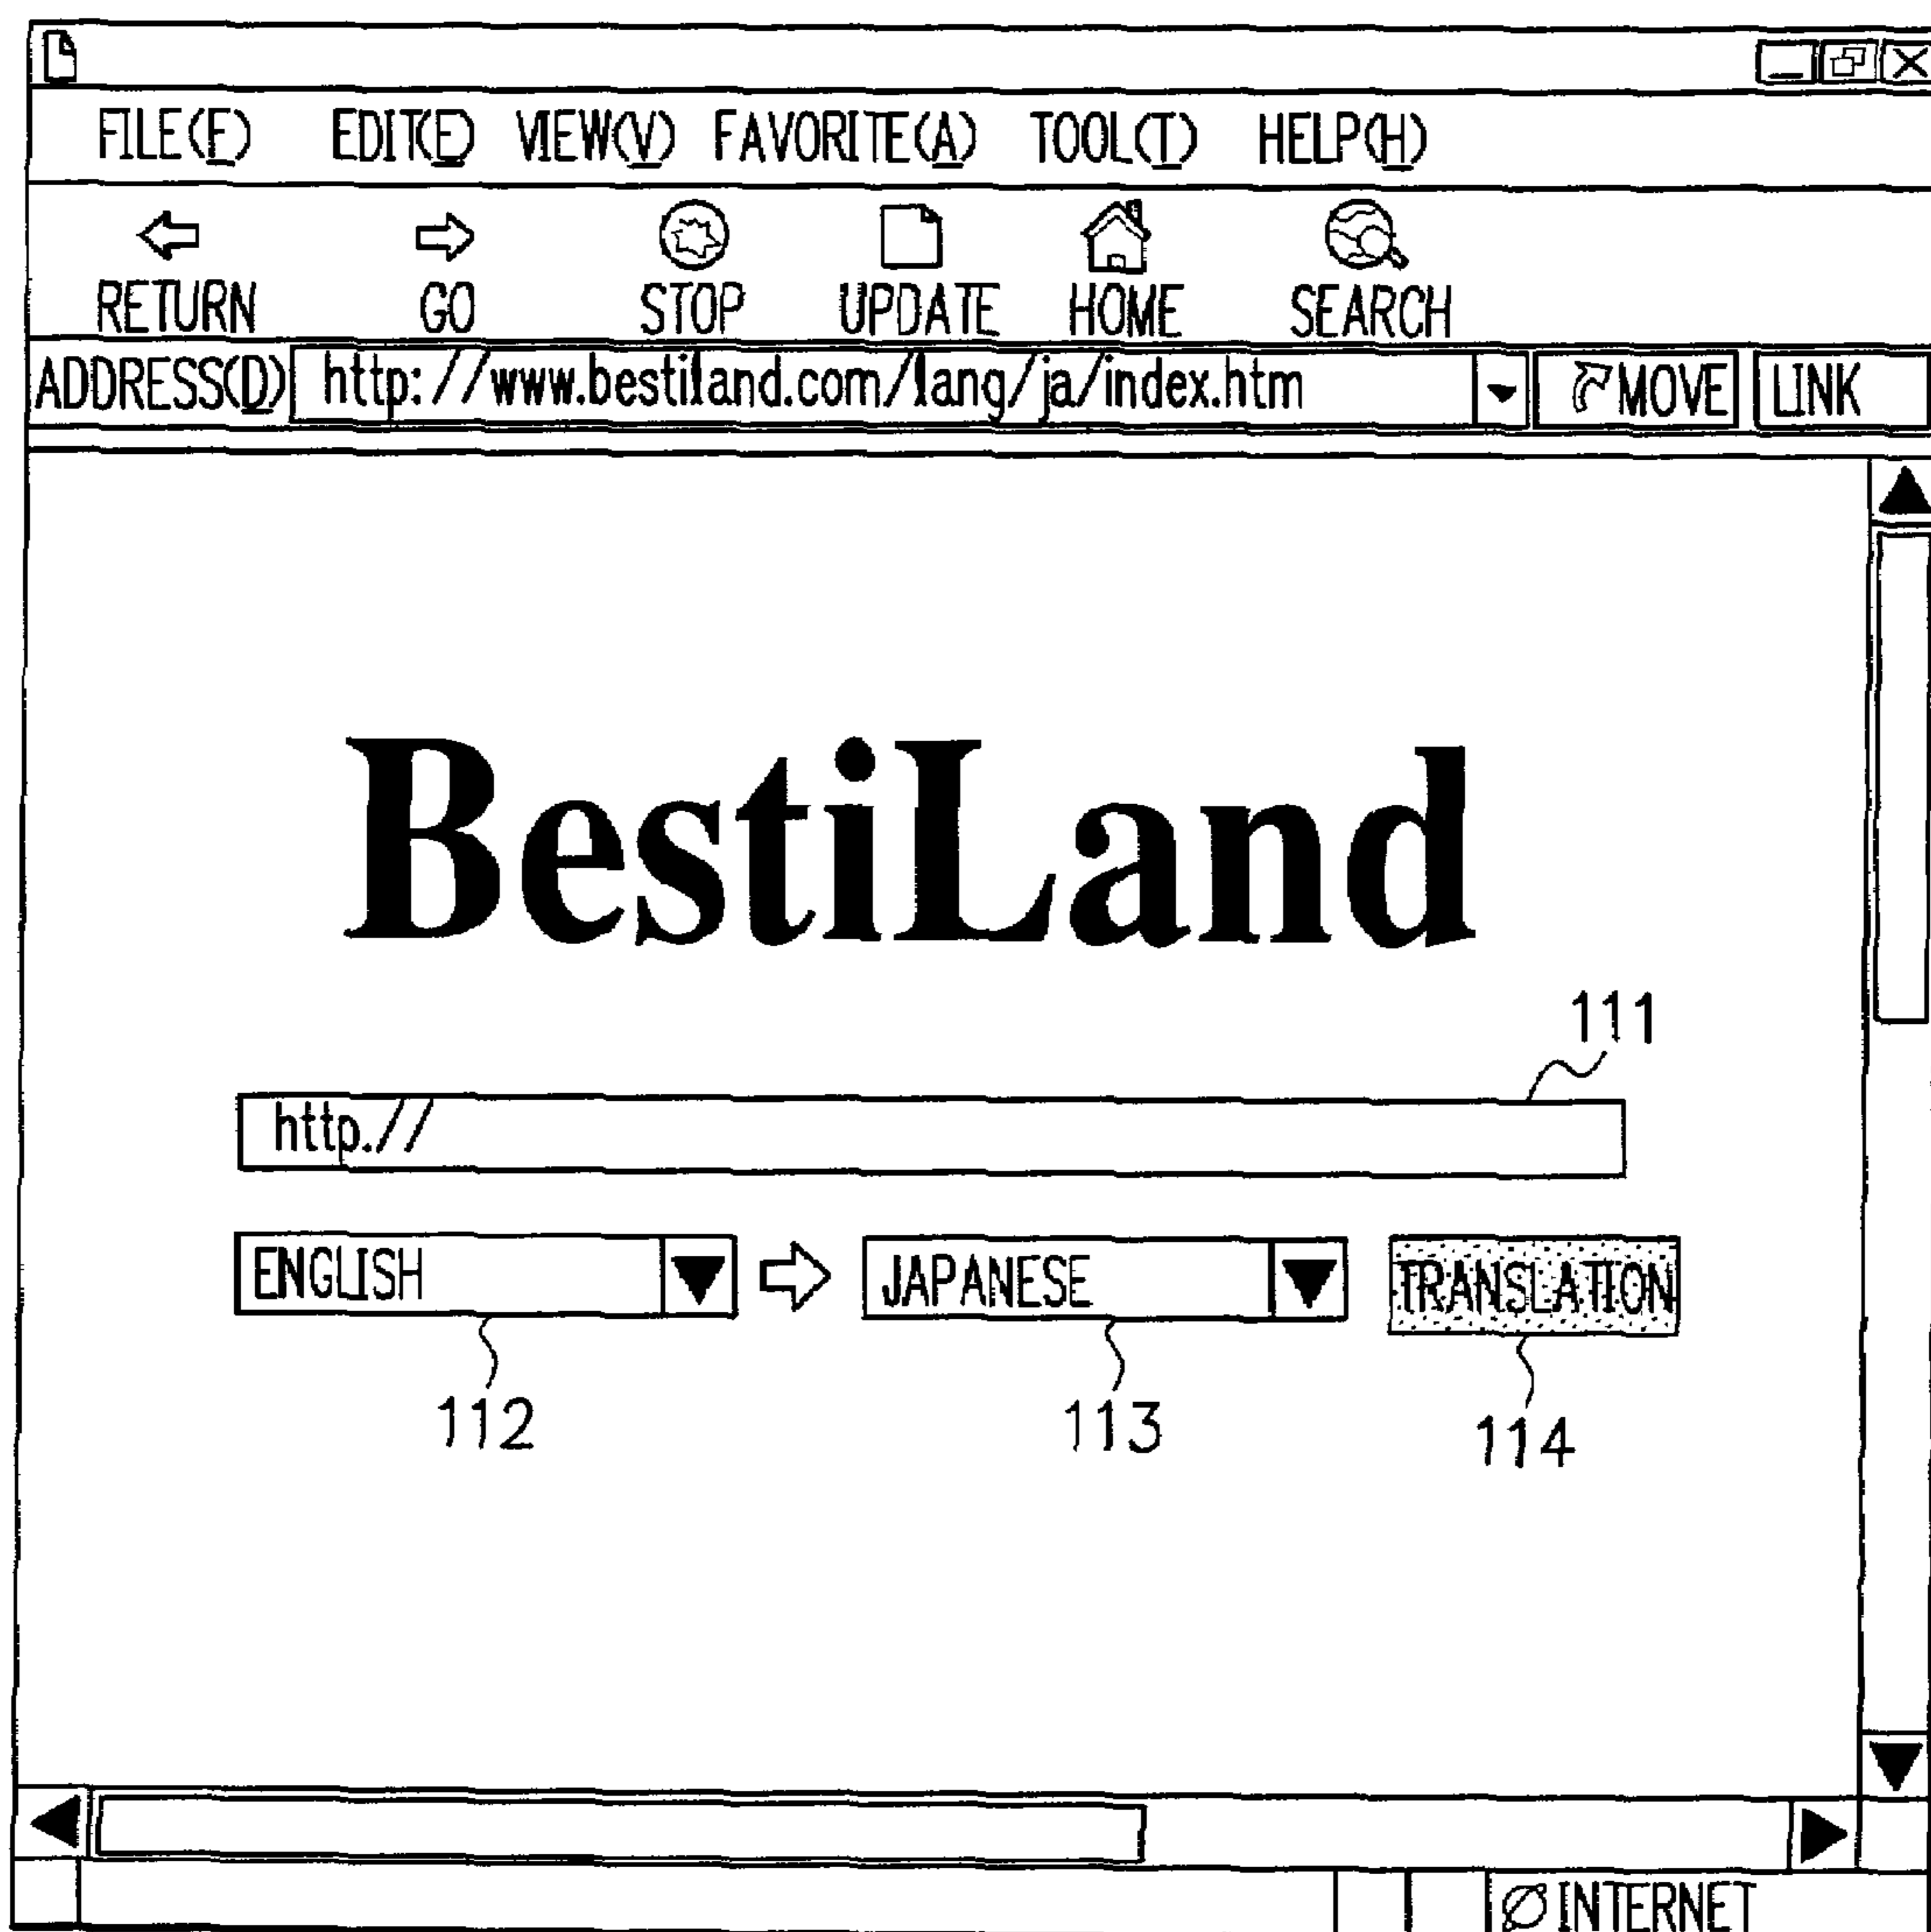 FILE(F) EDIT(E) VIEW(V) FAVORITE(A) TOOL(T) HELP(H)
RETURN GO STOP UPDATE HOME SEARCH
ADDRESS(D) http://www.bestiland.com/lang/ja/index.htm MOVE LINK
BestiLand
111
http.//
ENGLISH JAPANESE TRANSLATION
112 113 114
INTERNET